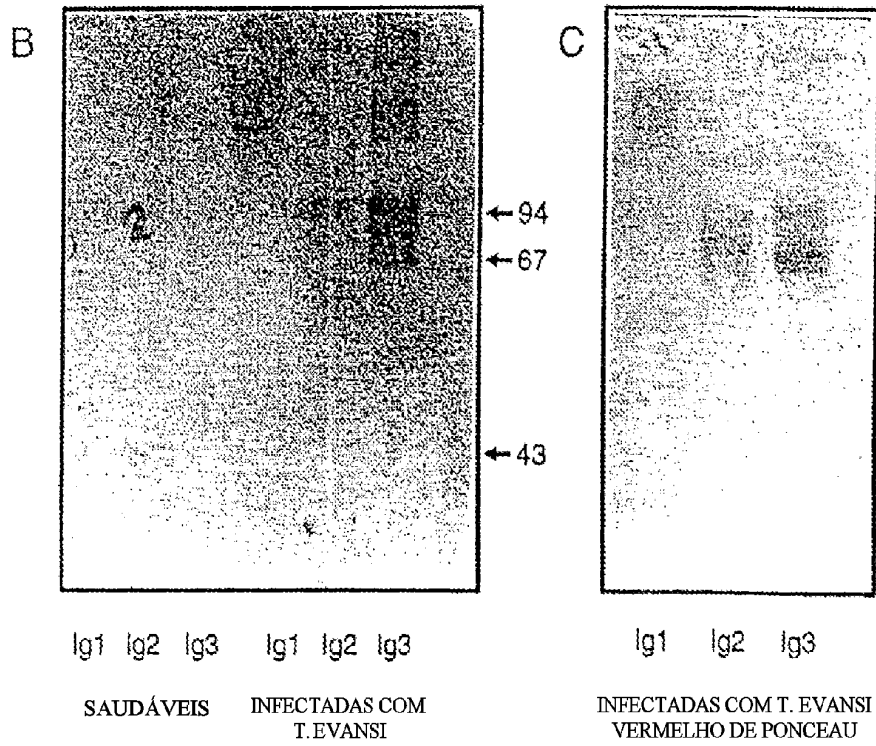 B
C
2
94
67
43
Ig1 Ig2 Ig3 Ig1 Ig2 Ig3
SAUDÁVEIS
INFECTADAS COM
T. EVANSI
Ig1 Ig2 Ig3
INFECTADAS COM T. EVANSI
VERMELHO DE PONCEAU